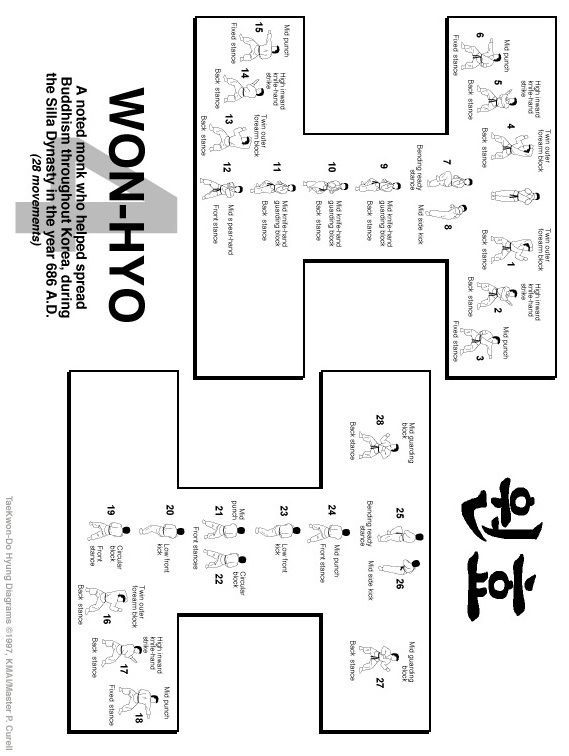 Mid punch
6
Fixed stance
High inward
knife-hand
strike
5
Back stance
Twin outer
forearm block
4
Back stance
Twin outer
forearm block
1
Back stance
High inward
knife-hand
strike
2
Back stance
Mid punch
3
Fixed stance
7
Bending ready
stance
Mid side kick
8
9
Mid knife-hand
guarding block
Back stance
10
Mid knife-hand
guarding block
Back stance
11
Mid knife-hand
guarding block
Back stance
Mid punch
15
Fixed stance
High inward
knife-hand
strike
14
Back stance
Twin outer
forearm block
13
Back stance
12
Mid s pear-hand
Front stance
원효
Mid guarding
block
28
Back stance
25
Bending ready
stance
26
Mid side kick
Mid guarding
block
27
Back stance
24
Mid punch
Front stance
23
Low front
kick
Mid
punch
21
Circular
block
22
Front stances
20
Low front
kick
19
Circular
block
Front
stance
Twin outer
forearm block
16
Back stance
High inward
knife-hand
strike
17
Back stance
Mid punch
18
Fixed stance
4
WON-HYO
A noted monk who helped spread
Buddhism throughout Korea, during
the Silla Dynasty in the year 686 A.D.
(28 movements)
TaeKwon-Do Hyung Diagrams ©1997, KMAI/Master P. Curell